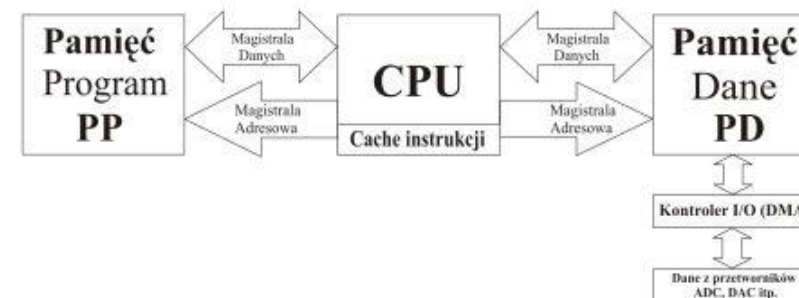 Pamięć
Program
PP
Magistrala
Danych
Magistrala
Adresowa
CPU
Cache instrukcji
Magistrala
Danych
Magistrala
Adresowa
Pamięć
Dane
PD
Kontroler I/O (DMA
Dane z przetworników
ADC, DAC itp.